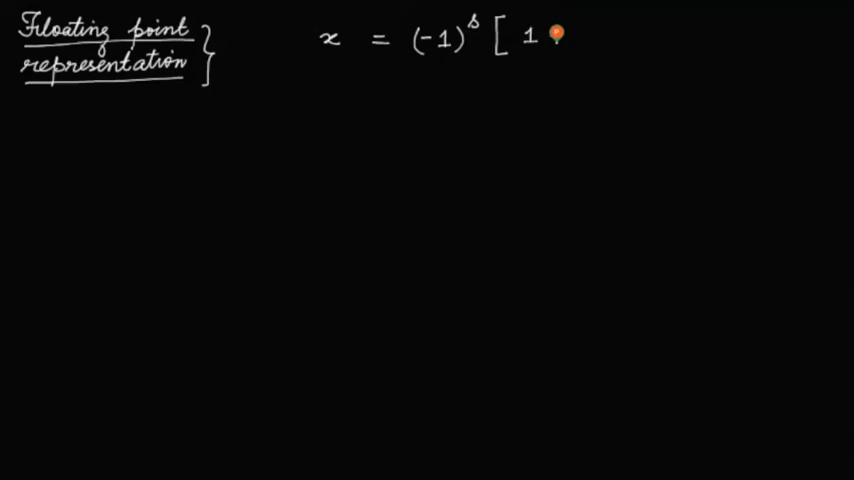 Floating point
representation }
x = (-1)^s [ 1